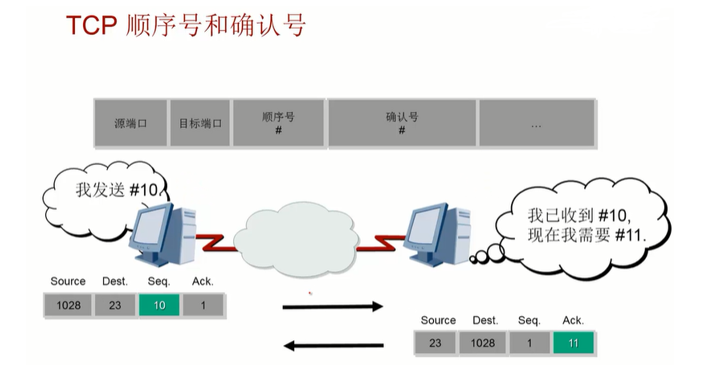 TCP 顺序号和确认号
源端口 目标端口 顺序号 # 确认号 # ...
我发送 #10.
我已收到 #10,
现在我需要 #11.
Source Dest. Seq. Ack.
1028 23 10 1
Source Dest. Seq. Ack.
23 1028 1 11